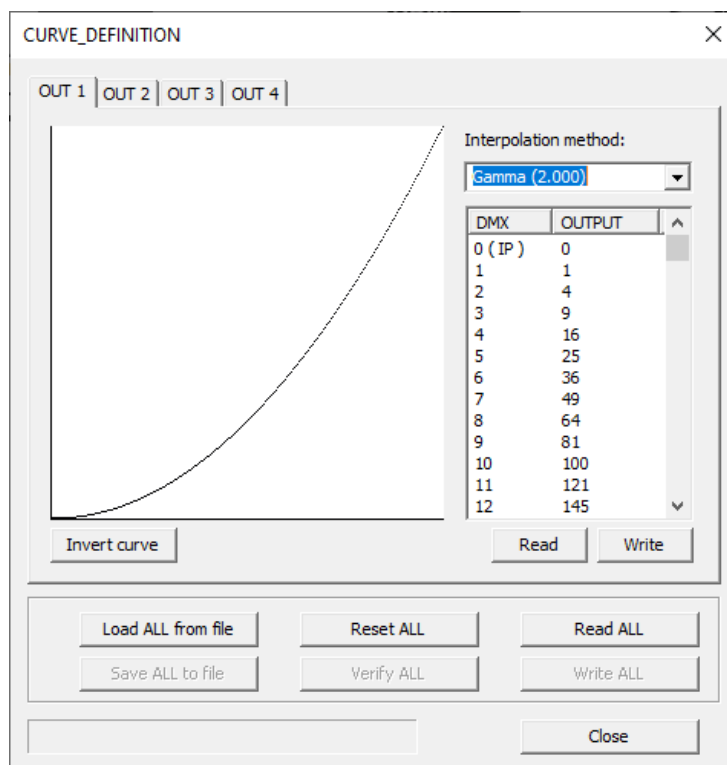 CURVE_DEFINITION
OUT 1 OUT 2 OUT 3 OUT 4
Interpolation method:
Gamma (2.000)
DMX OUTPUT
0 ( IP ) 0
1 1
2 4
3 9
4 16
5 25
6 36
7 49
8 64
9 81
10 100
11 121
12 145
Invert curve Read Write
Load ALL from file Reset ALL Read ALL
Save ALL to file Verify ALL Write ALL
Close